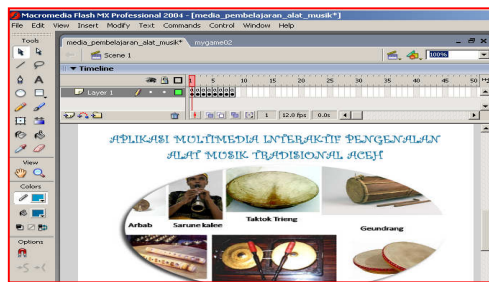 Macromedia Flash MX Professional 2004 - [media_pembelajaran_alat_musik*]
File Edit View Insert Modify Text Commands Control Window Help
Tools
media_pembelajaran_alat_musik* mygame02
Scene 1
100%
Timeline
1 5 10 15 20 25 30 35 40 45 50
Layer 1
1 12.0 fps 0.0s
View
Colors
Options
APLIKASI MULTIMEDIA INTERAKTIF PENGENALAN
ALAT MUSIK TRADISIONAL ACEH
Arbab Sarune kalee Taktok Trieng Geundrang